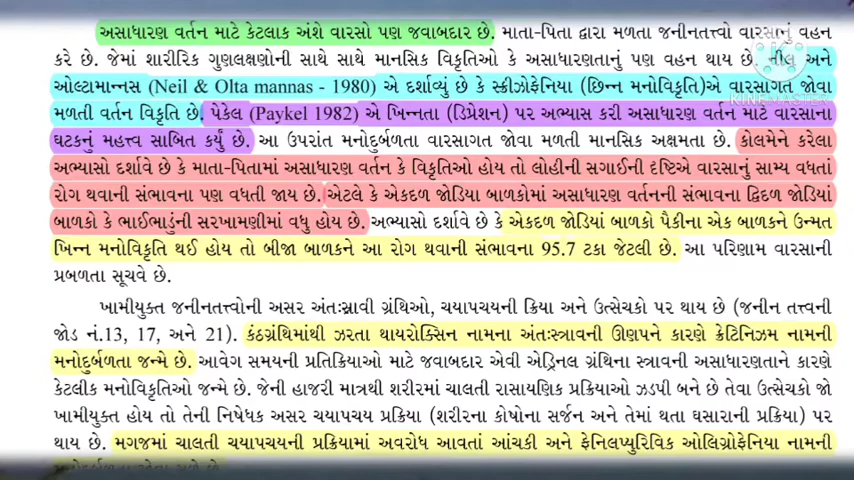 અસાધારણ વર્તન માટે કેટલાક અંશે વારસો પણ જવાબદાર છે. માતા-પિતા દ્વારા મળતા જનીનતત્ત્વો વારસાનું વહન
કરે છે. જેમાં શારીરિક ગુણલક્ષણોની સાથે સાથે માનસિક વિકૃતિઓ કે અસાધારણતાનું પણ વહન થાય છે. નીલ અને
ઓલ્ટામાન્નસ (Neil & Olta mannas - 1980) એ દર્શાવ્યું છે કે સ્ક્રીઝોફેનિયા (છિન્ન મનોવિકૃતિ)એ વારસાગત જોવા
મળતી વર્તન વિકૃતિ છે. પેકેલ (Paykel 1982) એ ખિન્નતા (ડિપ્રેશન) પર અભ્યાસ કરી અસાધારણ વર્તન માટે વારસાના
ઘટકનું મહત્ત્વ સાબિત કર્યું છે. આ ઉપરાંત મનોદુર્બળતા વારસાગત જોવા મળતી માનસિક અક્ષમતા છે. કોલમેને કરેલા
અભ્યાસો દર્શાવે છે કે માતા-પિતામાં અસાધારણ વર્તન કે વિકૃતિઓ હોય તો લોહીની સગાઈની દૃષ્ટિએ વારસાનું સામ્ય વધતાં
રોગ થવાની સંભાવના પણ વધતી જાય છે. એટલે કે એકદળ જોડિયા બાળકોમાં અસાધારણ વર્તનની સંભાવના દ્વિદળ જોડિયાં
બાળકો કે ભાઈભાડુંની સરખામણીમાં વધુ હોય છે. અભ્યાસો દર્શાવે છે કે એકદળ જોડિયાં બાળકો પૈકીના એક બાળકને ઉન્મત
ખિન્ન મનોવિકૃતિ થઈ હોય તો બીજા બાળકને આ રોગ થવાની સંભાવના 95.7 ટકા જેટલી છે. આ પરિણામ વારસાની
પ્રબળતા સૂચવે છે.
ખામીયુક્ત જનીનતત્ત્વોની અસર અંતઃસ્રાવી ગ્રંથિઓ, ચયાપચયની ક્રિયા અને ઉત્સેચકો પર થાય છે (જનીન તત્ત્વની
જોડ નં.13, 17, અને 21). કંઠગ્રંથિમાંથી ઝરતા થાયરોક્સિન નામના અંતઃસ્ત્રાવની ઊણપને કારણે ક્રેટિનિઝમ નામની
મનોદુર્બળતા જન્મે છે. આવેગ સમયની પ્રતિક્રિયાઓ માટે જવાબદાર એવી એડ્રિનલ ગ્રંથિના સ્ત્રાવની અસાધારણતાને કારણે
કેટલીક મનોવિકૃતિઓ જન્મે છે. જેની હાજરી માત્રથી શરીરમાં ચાલતી રાસાયણિક પ્રક્રિયાઓ ઝડપી બને છે તેવા ઉત્સેચકો જો
ખામીયુક્ત હોય તો તેની નિષેધક અસર ચયાપચય પ્રક્રિયા (શરીરના કોષોના સર્જન અને તેમાં થતા ઘસારાની પ્રક્રિયા) પર
થાય છે. મગજમાં ચાલતી ચયાપચયની પ્રક્રિયામાં અવરોધ આવતાં આંચકી અને ફેનિલપ્યુરિવિક ઓલિગોફ્રેનિયા નામની
KINEMASTER